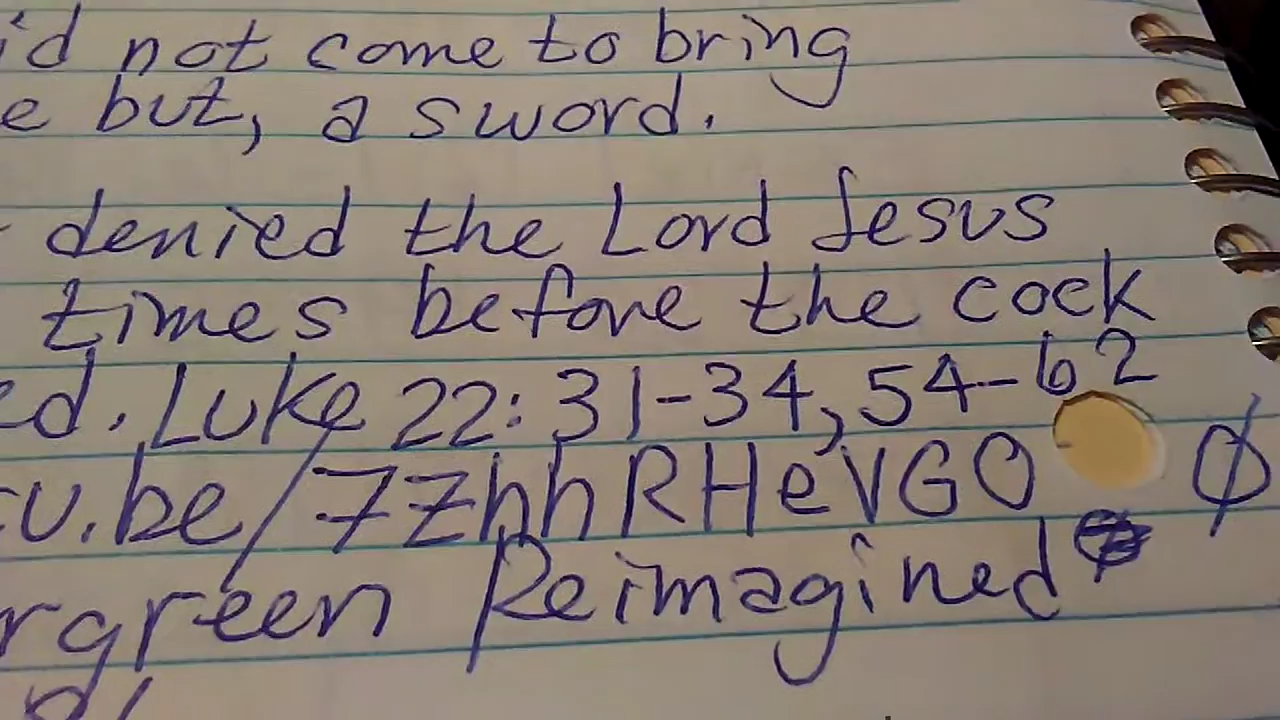 id not come to bring
e but, a sword.
denied the Lord Jesus
times before the cock
ed. Luke 22:31-34, 54-62
u.be/7ZhhRHeVGO Ø
rgreen Reimagined